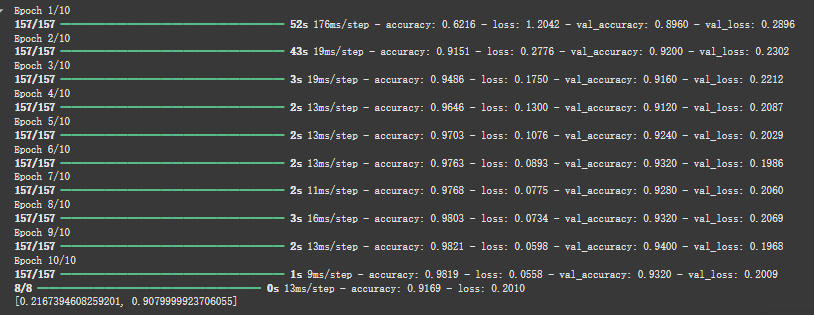 Epoch 1/10
157/157 ━━━━━━━━━━━━━━━━━━━━ 52s 176ms/step - accuracy: 0.6216 - loss: 1.2042 - val_accuracy: 0.8960 - val_loss: 0.2896
Epoch 2/10
157/157 ━━━━━━━━━━━━━━━━━━━━ 43s 19ms/step - accuracy: 0.9151 - loss: 0.2776 - val_accuracy: 0.9200 - val_loss: 0.2302
Epoch 3/10
157/157 ━━━━━━━━━━━━━━━━━━━━ 3s 19ms/step - accuracy: 0.9486 - loss: 0.1750 - val_accuracy: 0.9160 - val_loss: 0.2212
Epoch 4/10
157/157 ━━━━━━━━━━━━━━━━━━━━ 2s 13ms/step - accuracy: 0.9646 - loss: 0.1300 - val_accuracy: 0.9120 - val_loss: 0.2087
Epoch 5/10
157/157 ━━━━━━━━━━━━━━━━━━━━ 2s 13ms/step - accuracy: 0.9703 - loss: 0.1076 - val_accuracy: 0.9240 - val_loss: 0.2029
Epoch 6/10
157/157 ━━━━━━━━━━━━━━━━━━━━ 2s 13ms/step - accuracy: 0.9763 - loss: 0.0893 - val_accuracy: 0.9320 - val_loss: 0.1986
Epoch 7/10
157/157 ━━━━━━━━━━━━━━━━━━━━ 2s 11ms/step - accuracy: 0.9768 - loss: 0.0775 - val_accuracy: 0.9280 - val_loss: 0.2060
Epoch 8/10
157/157 ━━━━━━━━━━━━━━━━━━━━ 3s 16ms/step - accuracy: 0.9803 - loss: 0.0734 - val_accuracy: 0.9320 - val_loss: 0.2069
Epoch 9/10
157/157 ━━━━━━━━━━━━━━━━━━━━ 2s 13ms/step - accuracy: 0.9821 - loss: 0.0598 - val_accuracy: 0.9400 - val_loss: 0.1968
Epoch 10/10
157/157 ━━━━━━━━━━━━━━━━━━━━ 1s 9ms/step - accuracy: 0.9819 - loss: 0.0558 - val_accuracy: 0.9320 - val_loss: 0.2009
8/8 ━━━━━━━━━━━━━━━━━━━━ 0s 13ms/step - accuracy: 0.9169 - loss: 0.2010
[0.2167394608259201, 0.9079999923706055]